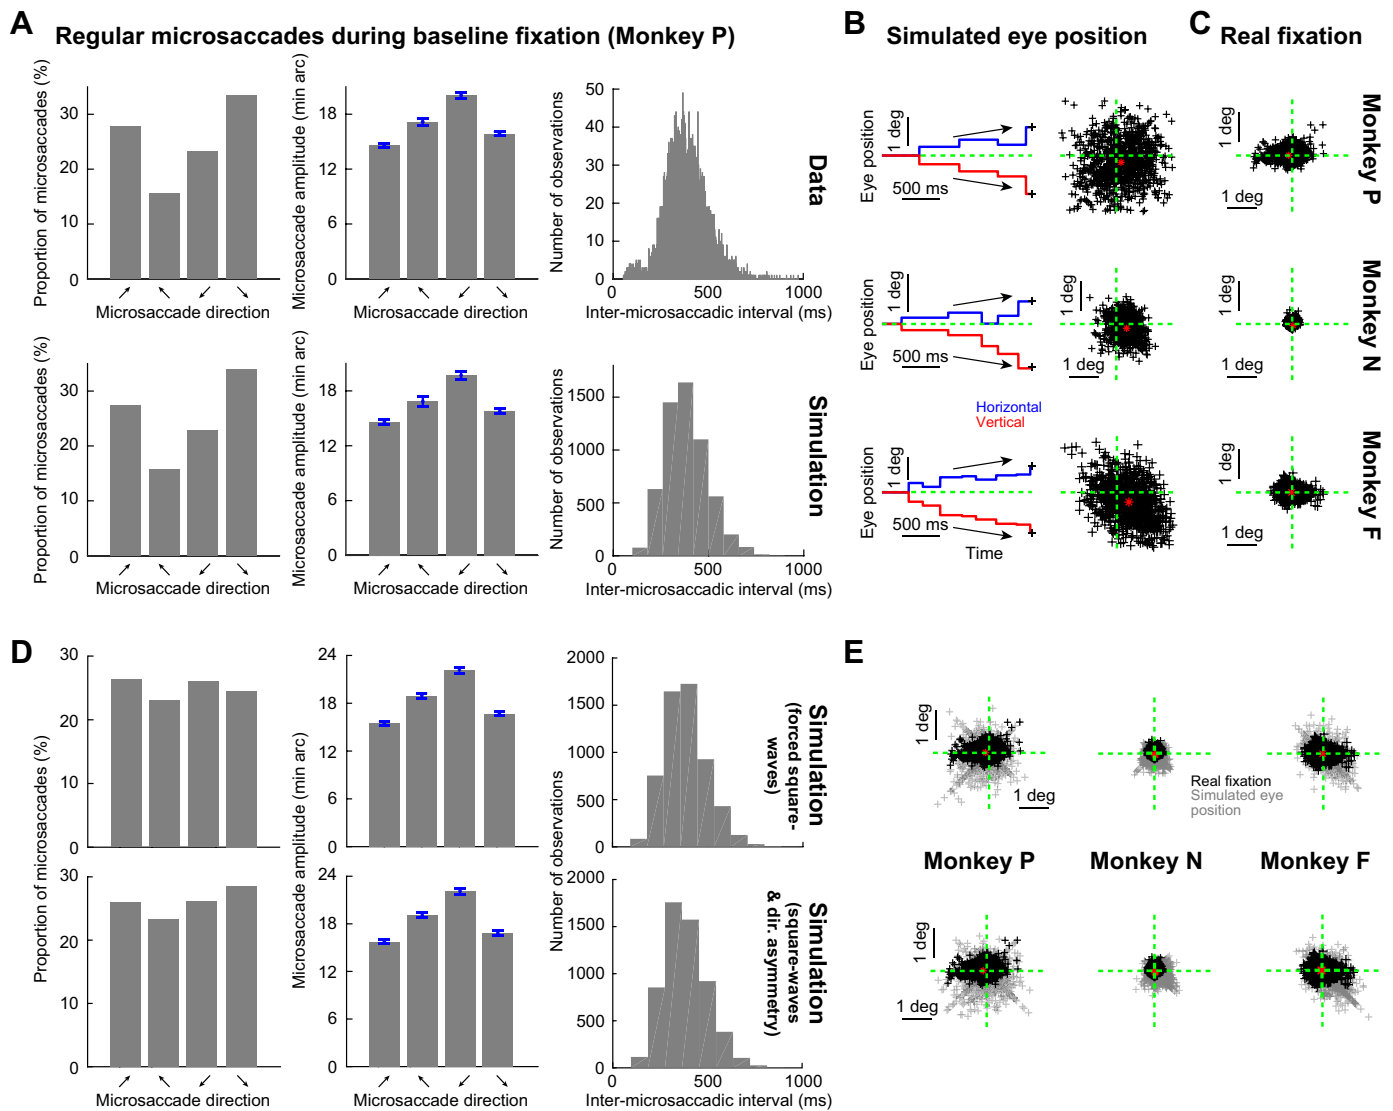 A Regular microsaccades during baseline fixation (Monkey P)
Proportion of microsaccades (%)
30
20
10
0
Microsaccade direction
Microsaccade amplitude (min arc)
18
12
6
0
Number of observations
50
40
30
20
10
0
0 500 1000
Inter-microsaccadic interval (ms)
Data
Proportion of microsaccades (%)
30
20
10
0
Microsaccade direction
Microsaccade amplitude (min arc)
18
12
6
0
Microsaccade direction
Number of observations
1500
1000
500
0
0 500 1000
Inter-microsaccadic interval (ms)
Simulation
B Simulated eye position
Eye position
1 deg
500 ms
Eye position
1 deg
500 ms
1 deg
1 deg
Horizontal
Vertical
Eye position
1 deg
500 ms
Time
C Real fixation
1 deg
1 deg
Monkey P
1 deg
1 deg
Monkey N
1 deg
1 deg
Monkey F
D
Proportion of microsaccades (%)
30
20
10
0
Microsaccade amplitude (min arc)
24
18
12
6
0
Number of observations
2000
1500
1000
500
0
Simulation
(forced square-
waves)
30
20
10
0
Microsaccade direction
24
18
12
6
0
Microsaccade direction
2000
1500
1000
500
0
0 500 1000
Inter-microsaccadic interval (ms)
Simulation
(square-waves
& dir. asymmetry)
E
1 deg
1 deg
Real fixation
Simulated eye
position
Monkey P Monkey N Monkey F
1 deg
1 deg